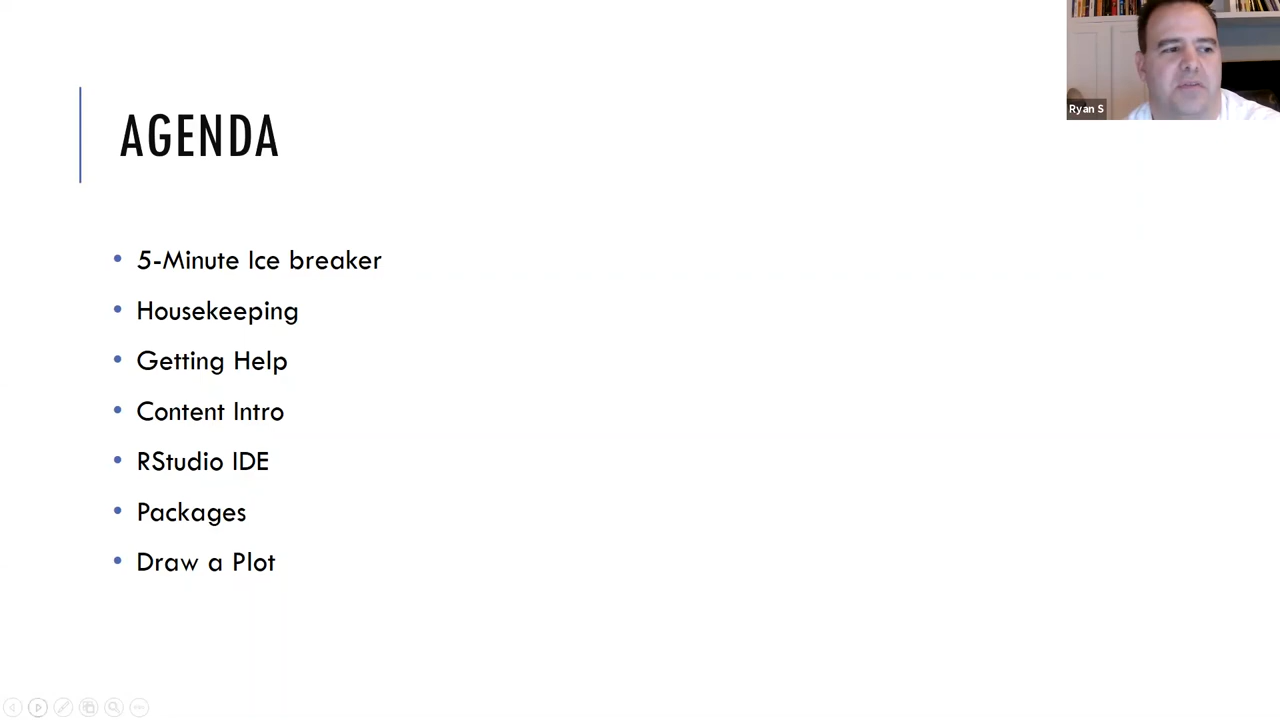 Ryan S
AGENDA
• 5-Minute Ice breaker
• Housekeeping
• Getting Help
• Content Intro
• RStudio IDE
• Packages
• Draw a Plot